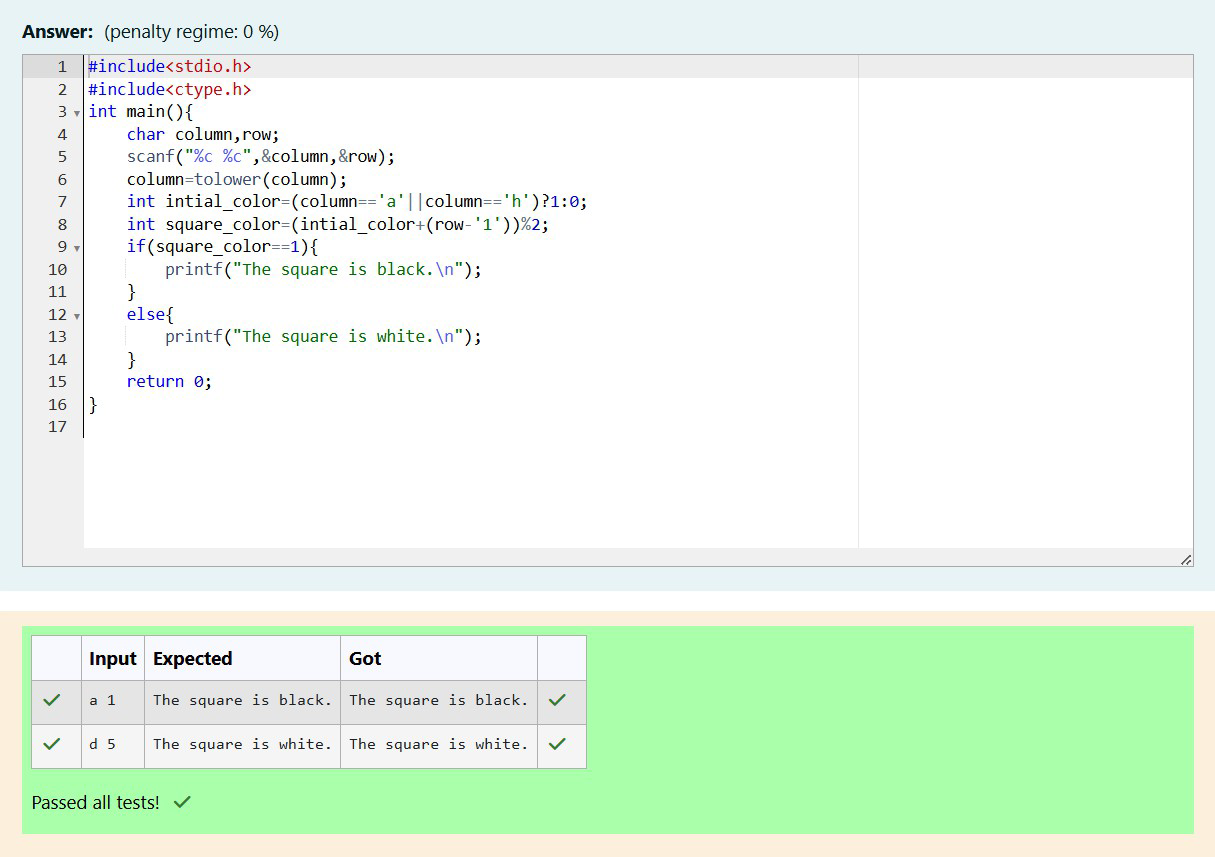 Answer: (penalty regime: 0 %)
1 #include<stdio.h>
2 #include<ctype.h>
3 int main(){
4     char column,row;
5     scanf("%c %c",&column,&row);
6     column=tolower(column);
7     int intial_color=(column=='a'||column=='h')?1:0;
8     int square_color=(intial_color+(row-'1'))%2;
9     if(square_color==1){
10         printf("The square is black.\n");
11     }
12     else{
13         printf("The square is white.\n");
14     }
15     return 0;
16 }
17
Input Expected Got
a 1 The square is black. The square is black.
d 5 The square is white. The square is white.
Passed all tests!